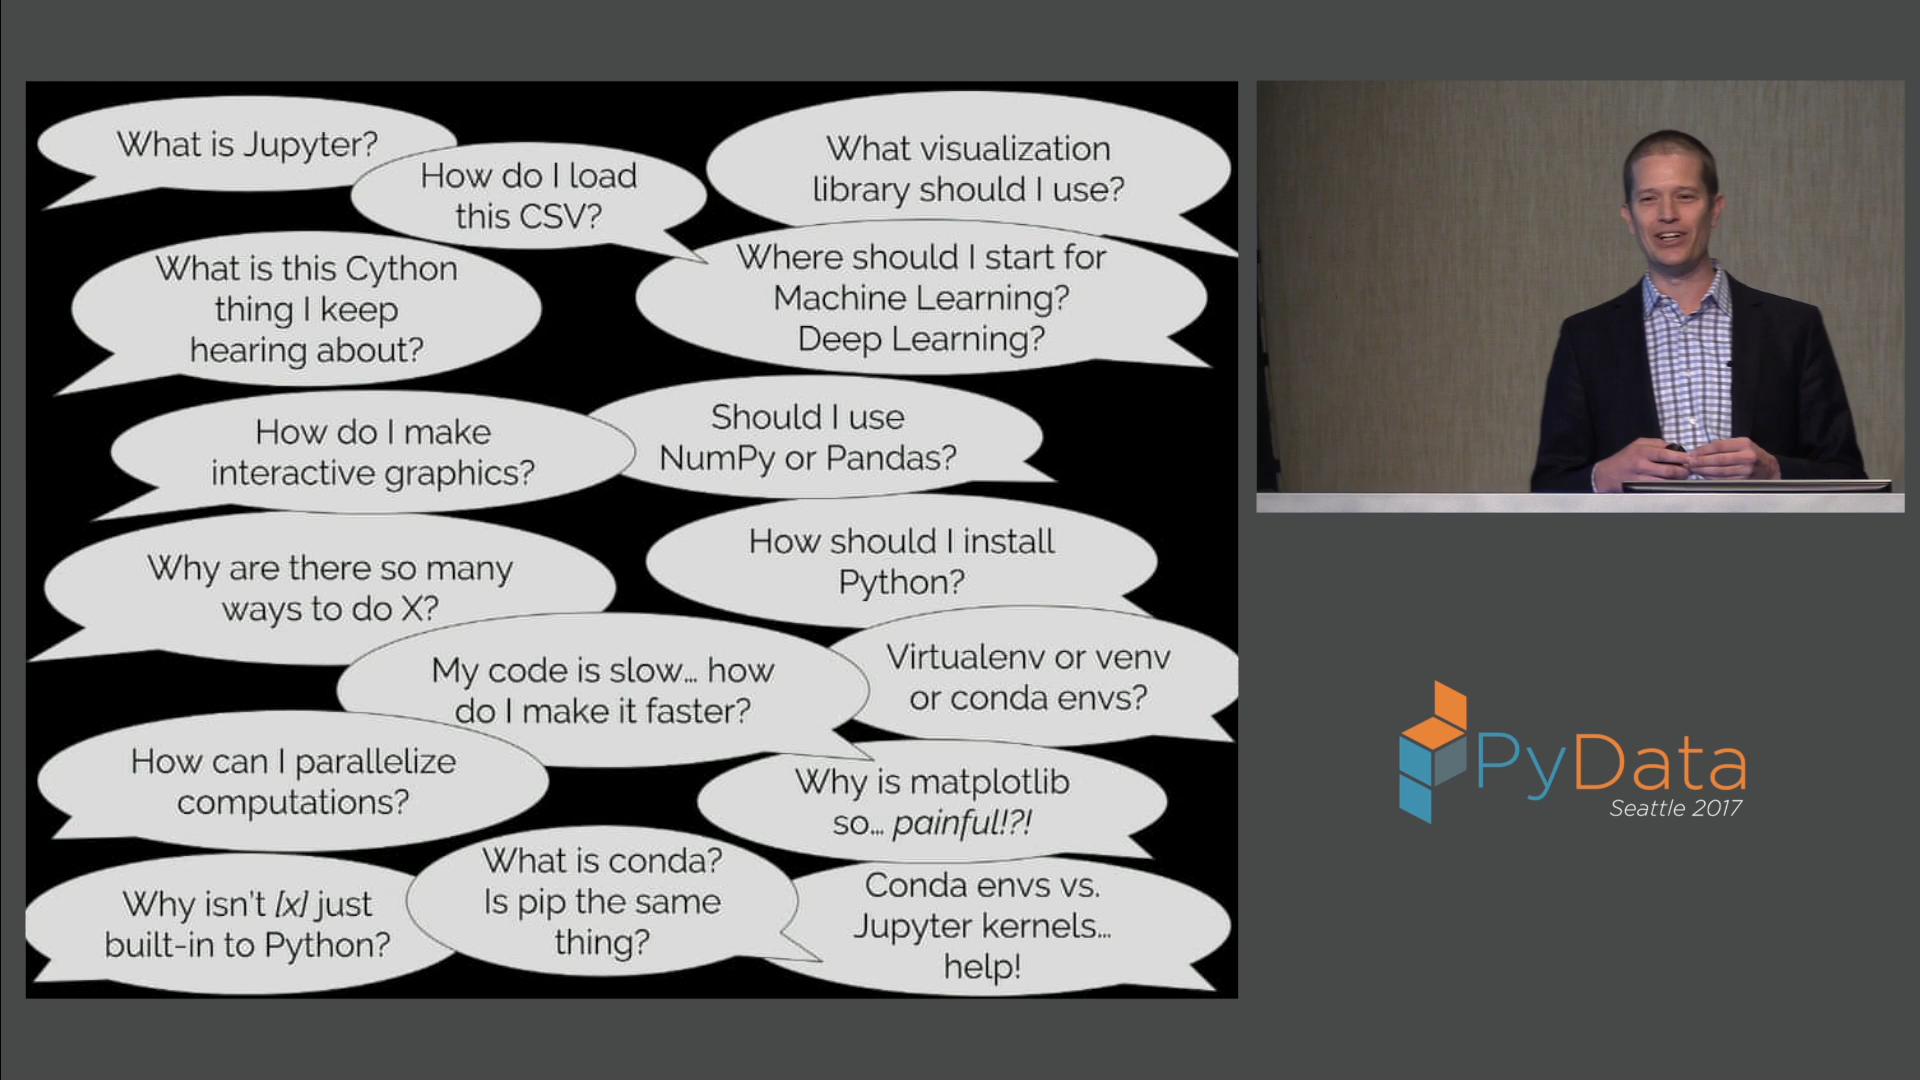 What is Jupyter?
How do I load
this CSV?
What visualization
library should I use?
What is this Cython
thing I keep
hearing about?
Where should I start for
Machine Learning?
Deep Learning?
How do I make
interactive graphics?
Should I use
NumPy or Pandas?
Why are there so many
ways to do X?
How should I install
Python?
My code is slow... how
do I make it faster?
Virtualenv or venv
or conda envs?
How can I parallelize
computations?
Why is matplotlib
so... painful!?!
Why isn't [x] just
built-in to Python?
What is conda?
Is pip the same
thing?
Conda envs vs.
Jupyter kernels...
help!
PyData
Seattle 2017